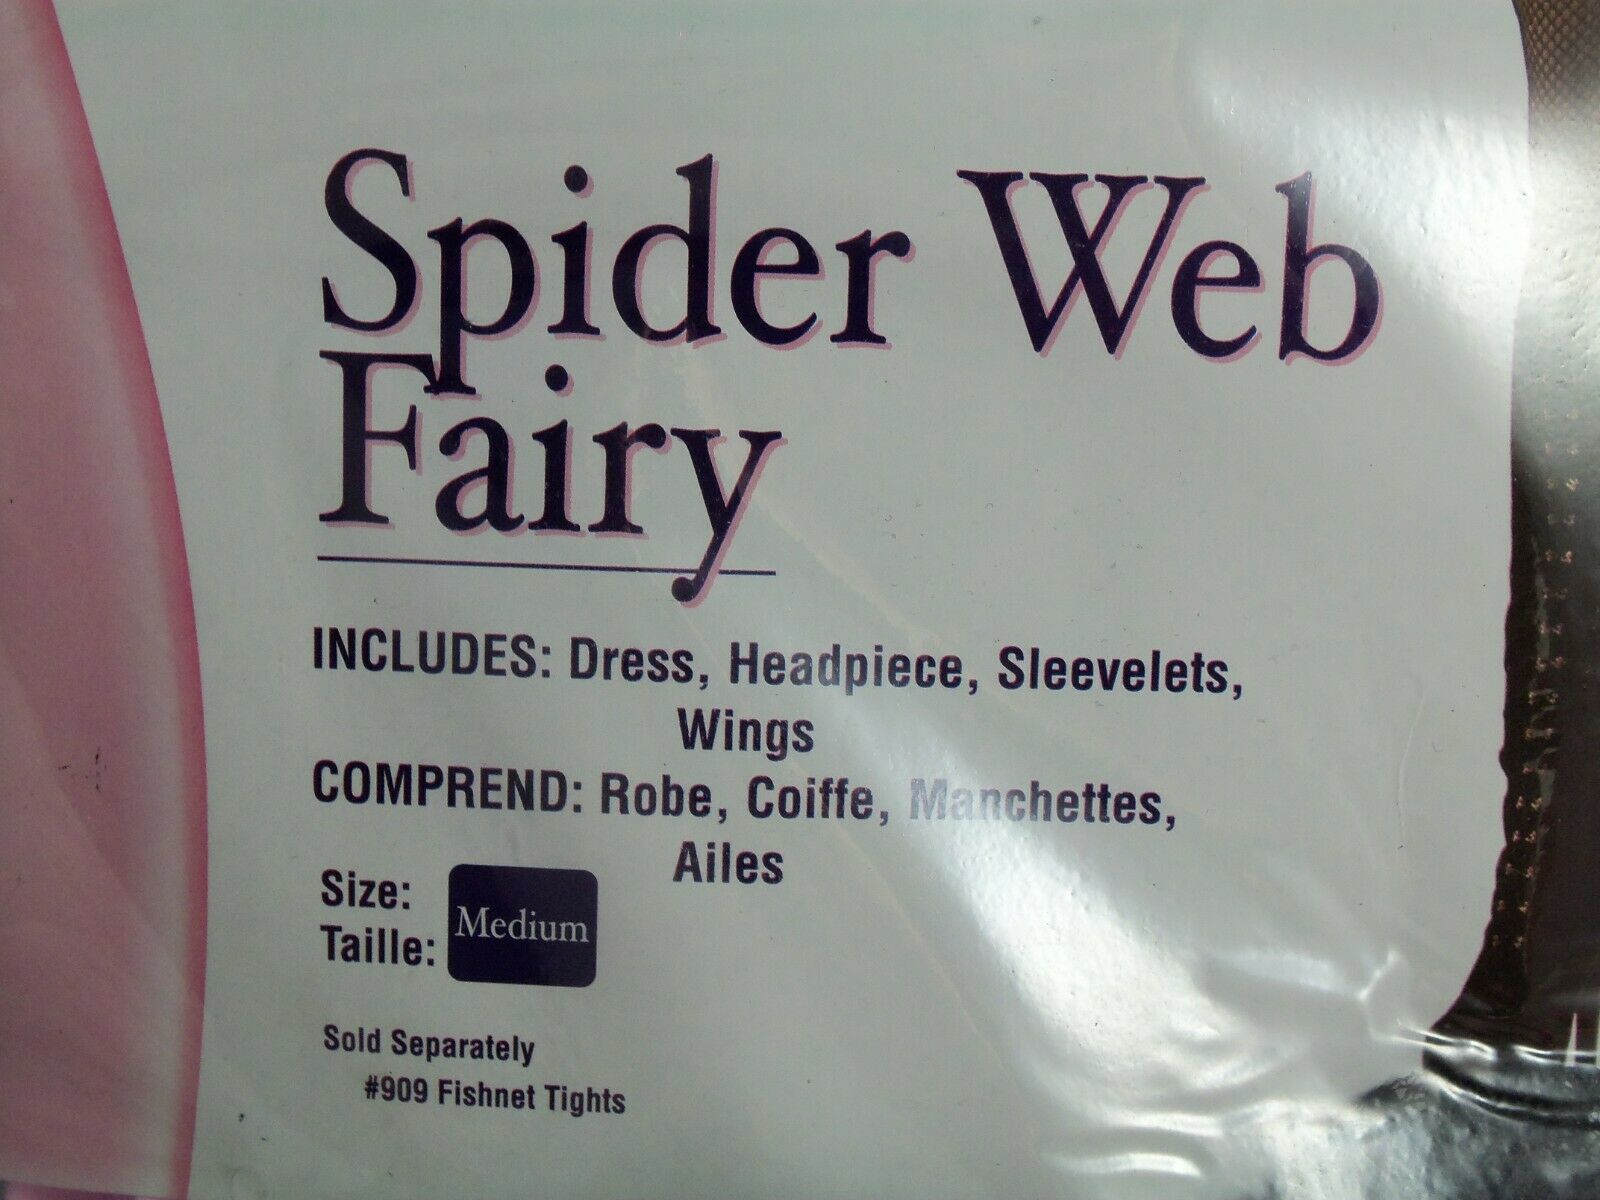 Spider Web
Fairy
INCLUDES: Dress, Headpiece, Sleevelets,
Wings
COMPREND: Robe, Coiffe, Manchettes,
Ailes
Size:
Taille:
Medium
Sold Separately
#909 Fishnet Tights